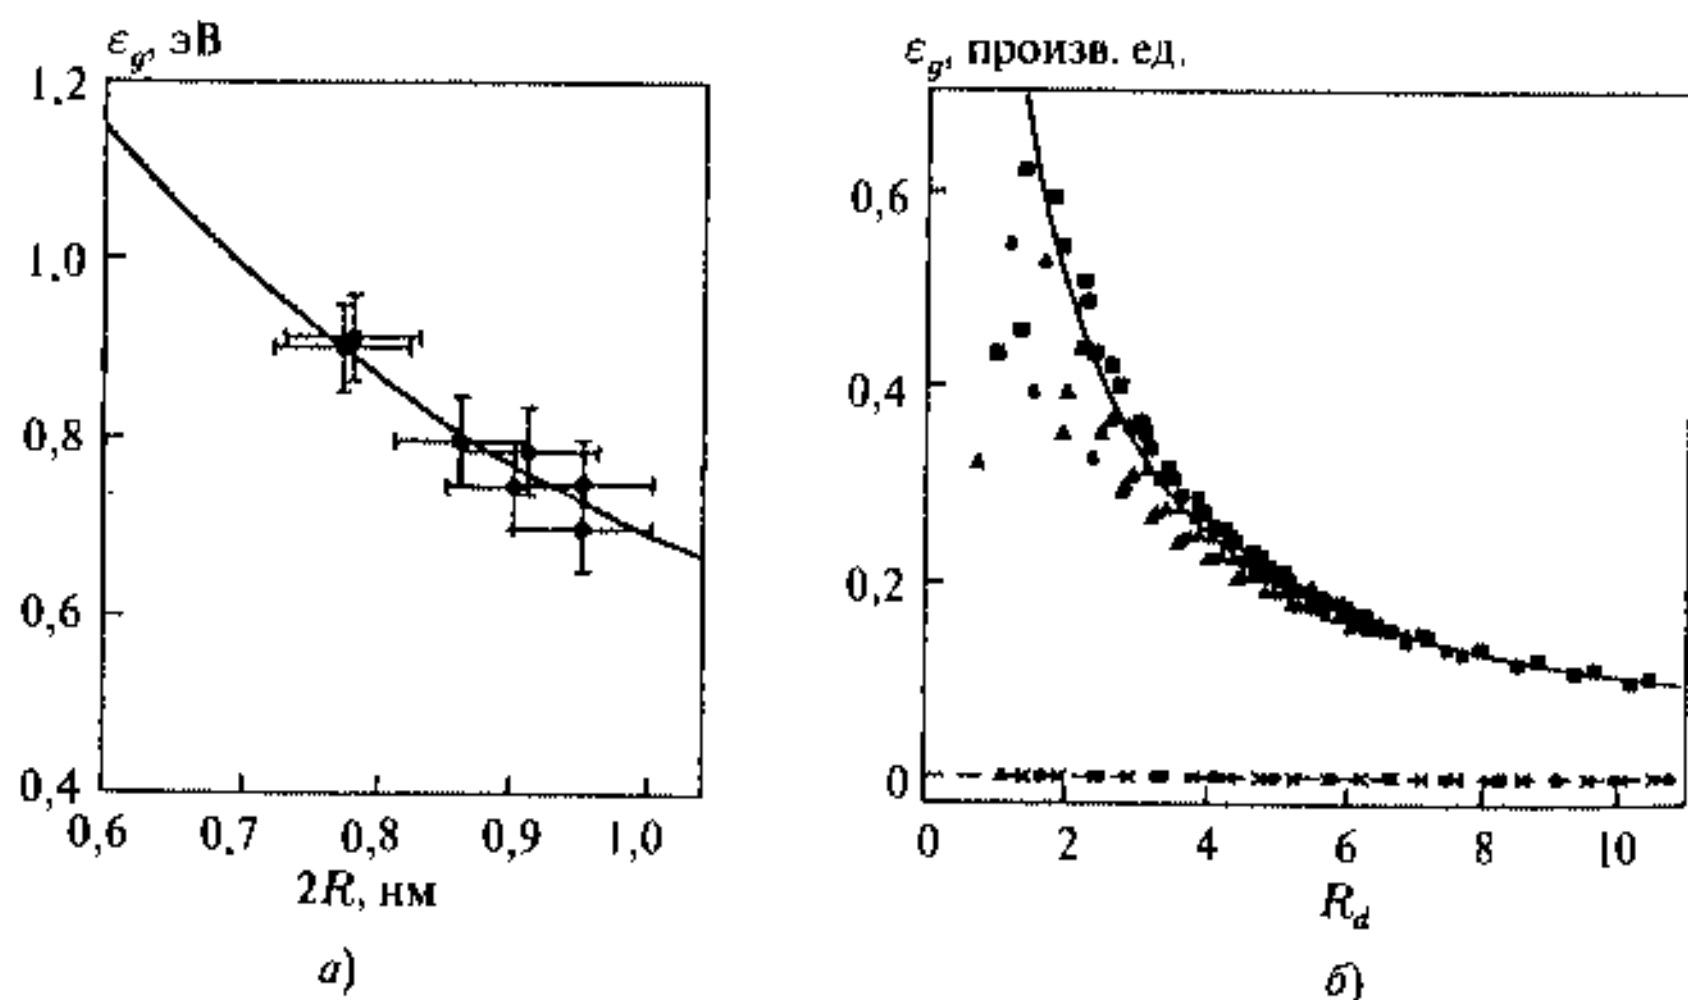 ε_g, эВ
1.2
1.0
0,8
0,6
0,4
0,6 0.7 0,8 0,9 1,0
2R, нм
а)
ε_g, произв. ед.
0,6
0,4
0,2
0
0 2 4 6 8 10
R_d
б)